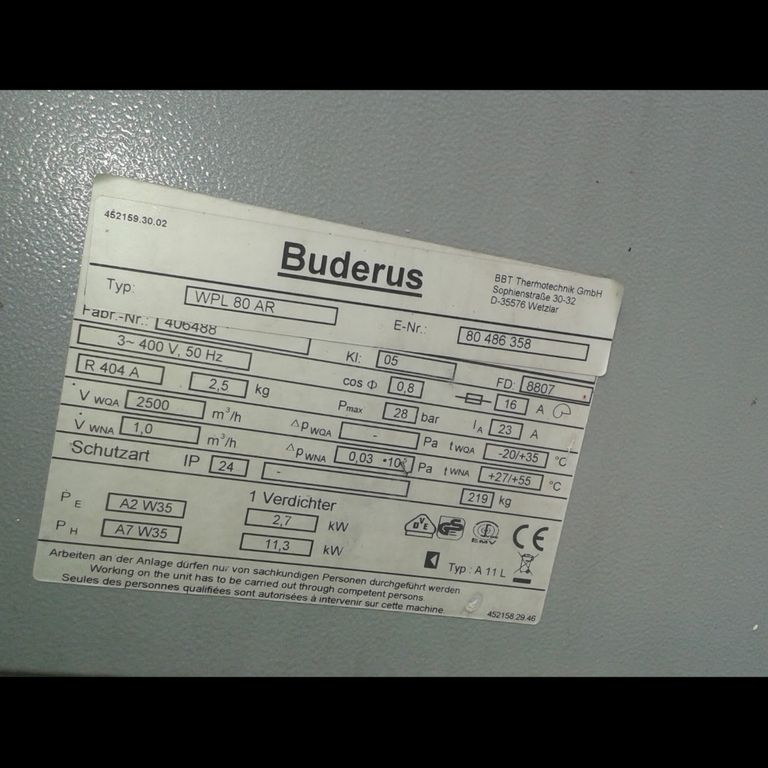 452159.30.02
Buderus
BBT Thermotechnik GmbH
Sophienstraße 30-32
D-35576 Wetzlar
Typ: WPL 80 AR
E-Nr.: 80 486 358
Fabr.-Nr.: 406488
3~ 400 V, 50 Hz
KI: 05
FD: 8807
R 404 A 2,5 kg
cos Φ 0,8
16 A
V WQA 2500 m³/h
Pmax 28 bar
IA 23 A
V WNA 1,0 m³/h
Δp WQA - Pa
t WQA -20/+35 °C
Schutzart IP 24 -
Δp WNA 0,03 Pa
t WNA +27/+55 °C
219 kg
1 Verdichter
PE A2 W35 2,7 kW
PH A7 W35 11,3 kW
DVE GS EMV CE
Typ: A 11 L
Arbeiten an der Anlage dürfen nur von sachkundigen Personen durchgeführt werden
Working on the unit has to be carried out through competent persons
Seules des personnes qualifiées sont autorisées à intervenir sur cette machine.
452158.29.46